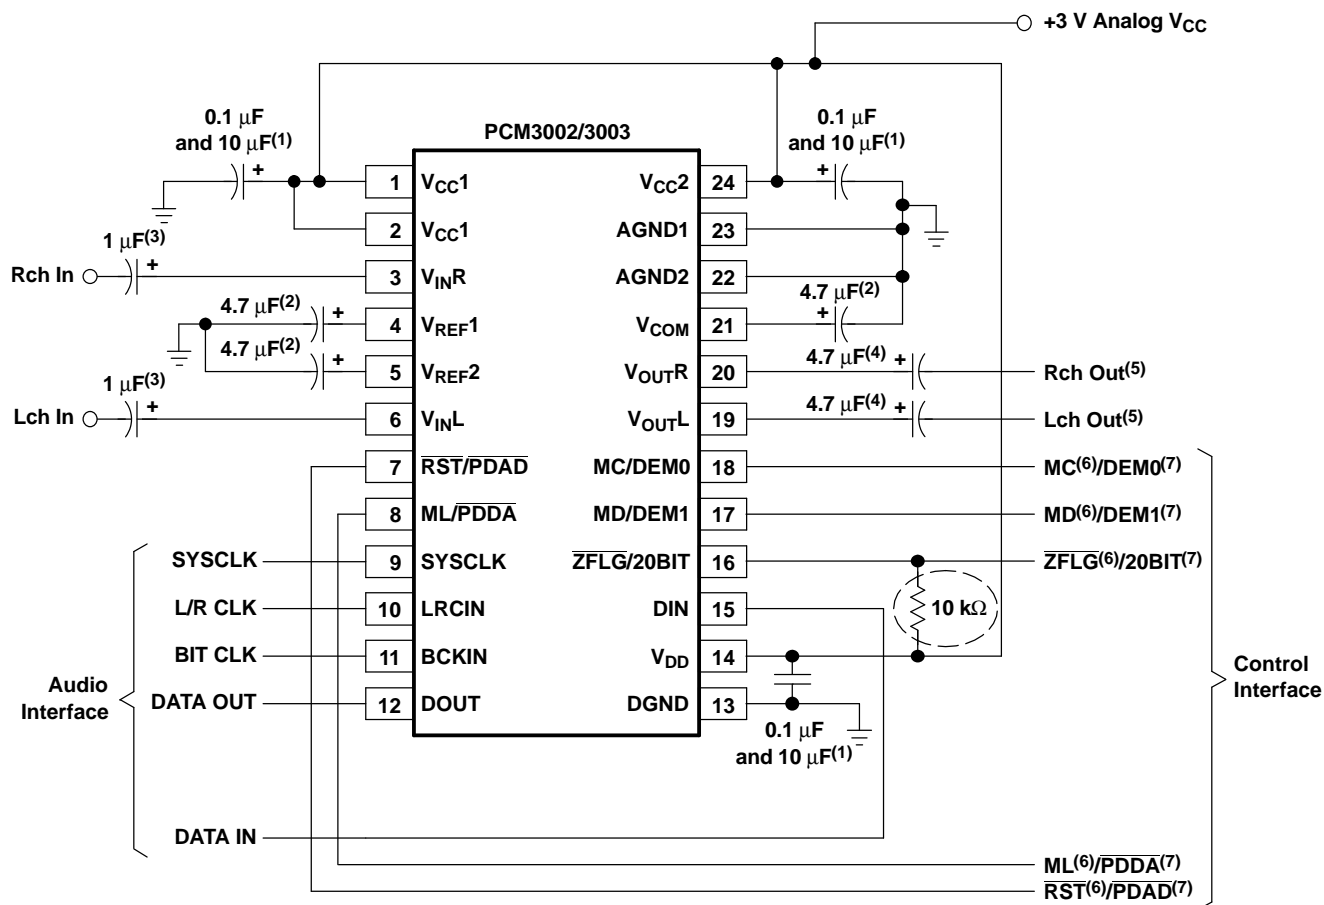 +3 V Analog VCC
0.1 μF
and 10 μF(1)
PCM3002/3003
0.1 μF
and 10 μF(1)
1 VCC1
VCC2 24
2 VCC1
AGND1 23
1 μF(3)
+
Rch In
3 VINR
AGND2 22
4.7 μF(2)
+
4 VREF1
VCOM 21
4.7 μF(2)
+
4.7 μF(2)
+
5 VREF2
VOUTR 20
4.7 μF(4)
+
Rch Out(5)
1 μF(3)
+
Lch In
6 VINL
VOUTL 19
4.7 μF(4)
+
Lch Out(5)
+
+
7 RST/PDAD
MC/DEM0 18
MC(6)/DEM0(7)
8 ML/PDDA
MD/DEM1 17
MD(6)/DEM1(7)
SYSCLK
9 SYSCLK
ZFLG/20BIT 16
ZFLG(6)/20BIT(7)
L/R CLK
10 LRCIN
DIN 15
10 kΩ
BIT CLK
11 BCKIN
VDD 14
DATA OUT
12 DOUT
DGND 13
0.1 μF
and 10 μF(1)
Audio
Interface
Control
Interface
DATA IN
ML(6)/PDDA(7)
RST(6)/PDAD(7)